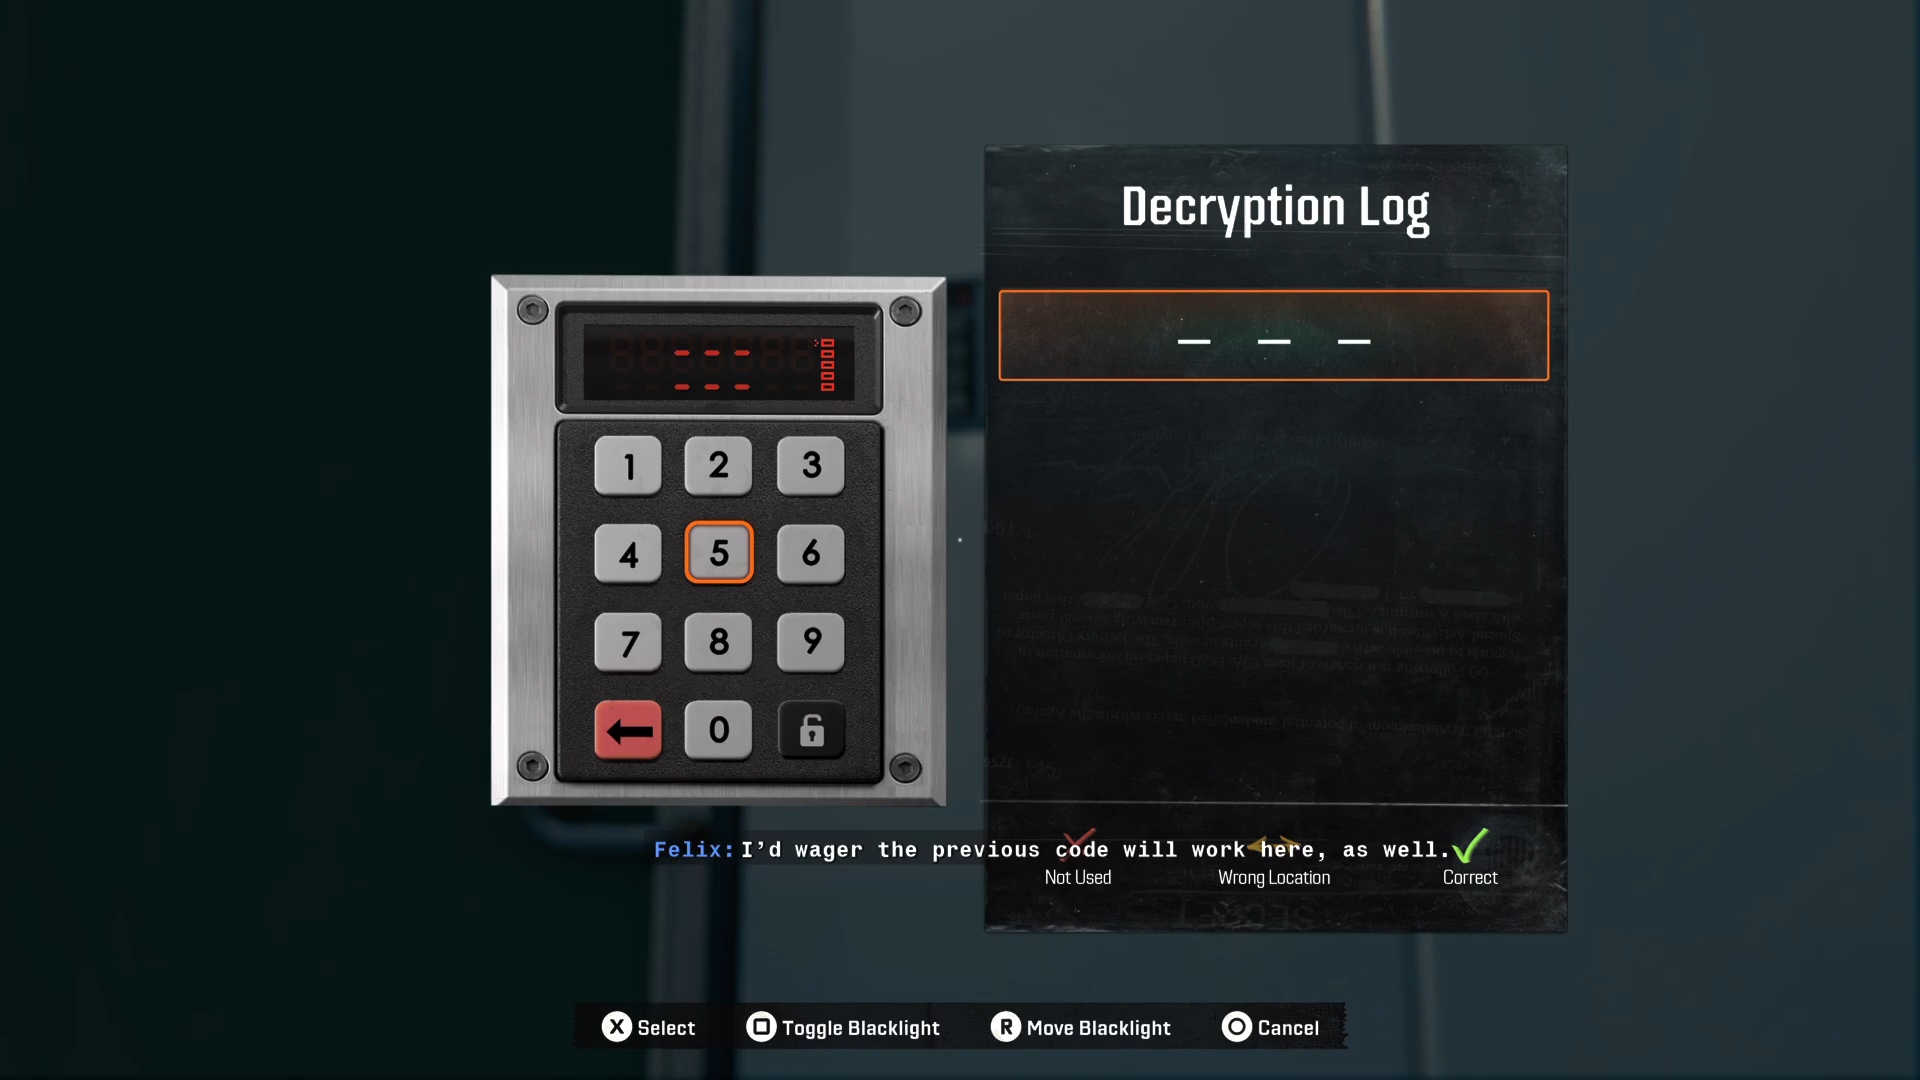 Decryption Log
1 2 3
4 5 6
7 8 9
0
Felix: I'd wager the previous code will work here, as well.
Not Used Wrong Location Correct
X Select Toggle Blacklight R Move Blacklight Cancel